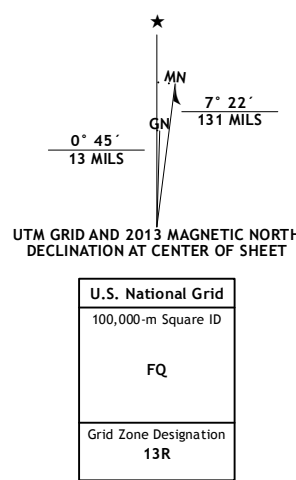 ★
MN
7° 22´
131 MILS
GN
0° 45´
13 MILS
UTM GRID AND 2013 MAGNETIC NORTH
DECLINATION AT CENTER OF SHEET
U.S. National Grid
100,000-m Square ID
FQ
Grid Zone Designation
13R